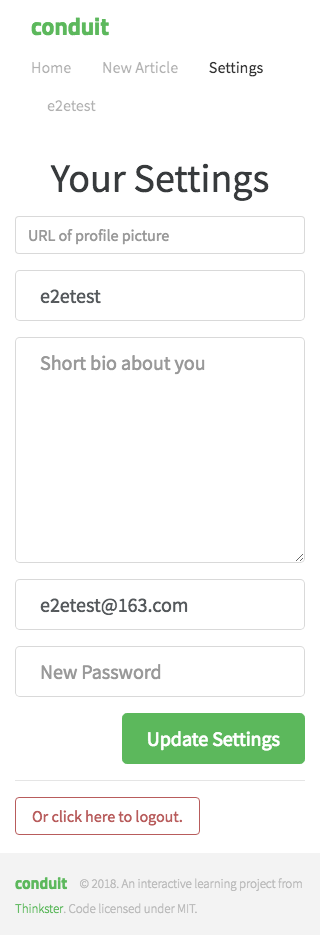 conduit
Home New Article Settings
e2etest
Your Settings
URL of profile picture
e2etest
Short bio about you
e2etest@163.com
New Password
Update Settings
Or click here to logout.
conduit © 2018. An interactive learning project from
Thinkster. Code licensed under MIT.